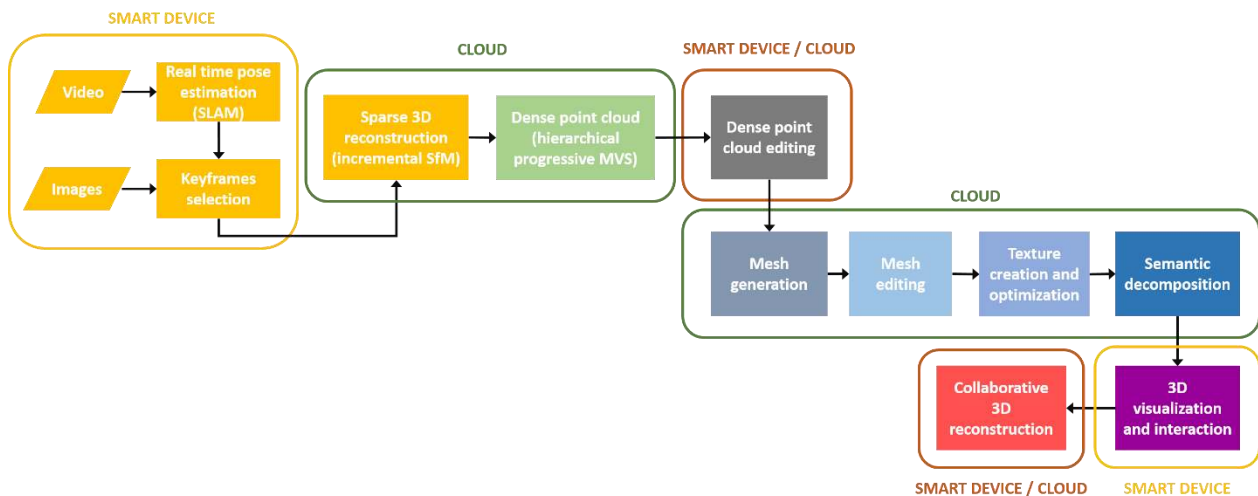 SMART DEVICE
Video
Real time pose
estimation
(SLAM)
Images
Keyframes
selection
CLOUD
Sparse 3D
reconstruction
(incremental SfM)
Dense point cloud
(hierarchical
progressive MVS)
SMART DEVICE / CLOUD
Dense point
cloud editing
CLOUD
Mesh
generation
Mesh
editing
Texture
creation and
optimization
Semantic
decomposition
3D
visualization
and interaction
SMART DEVICE
Collaborative
3D
reconstruction
SMART DEVICE / CLOUD